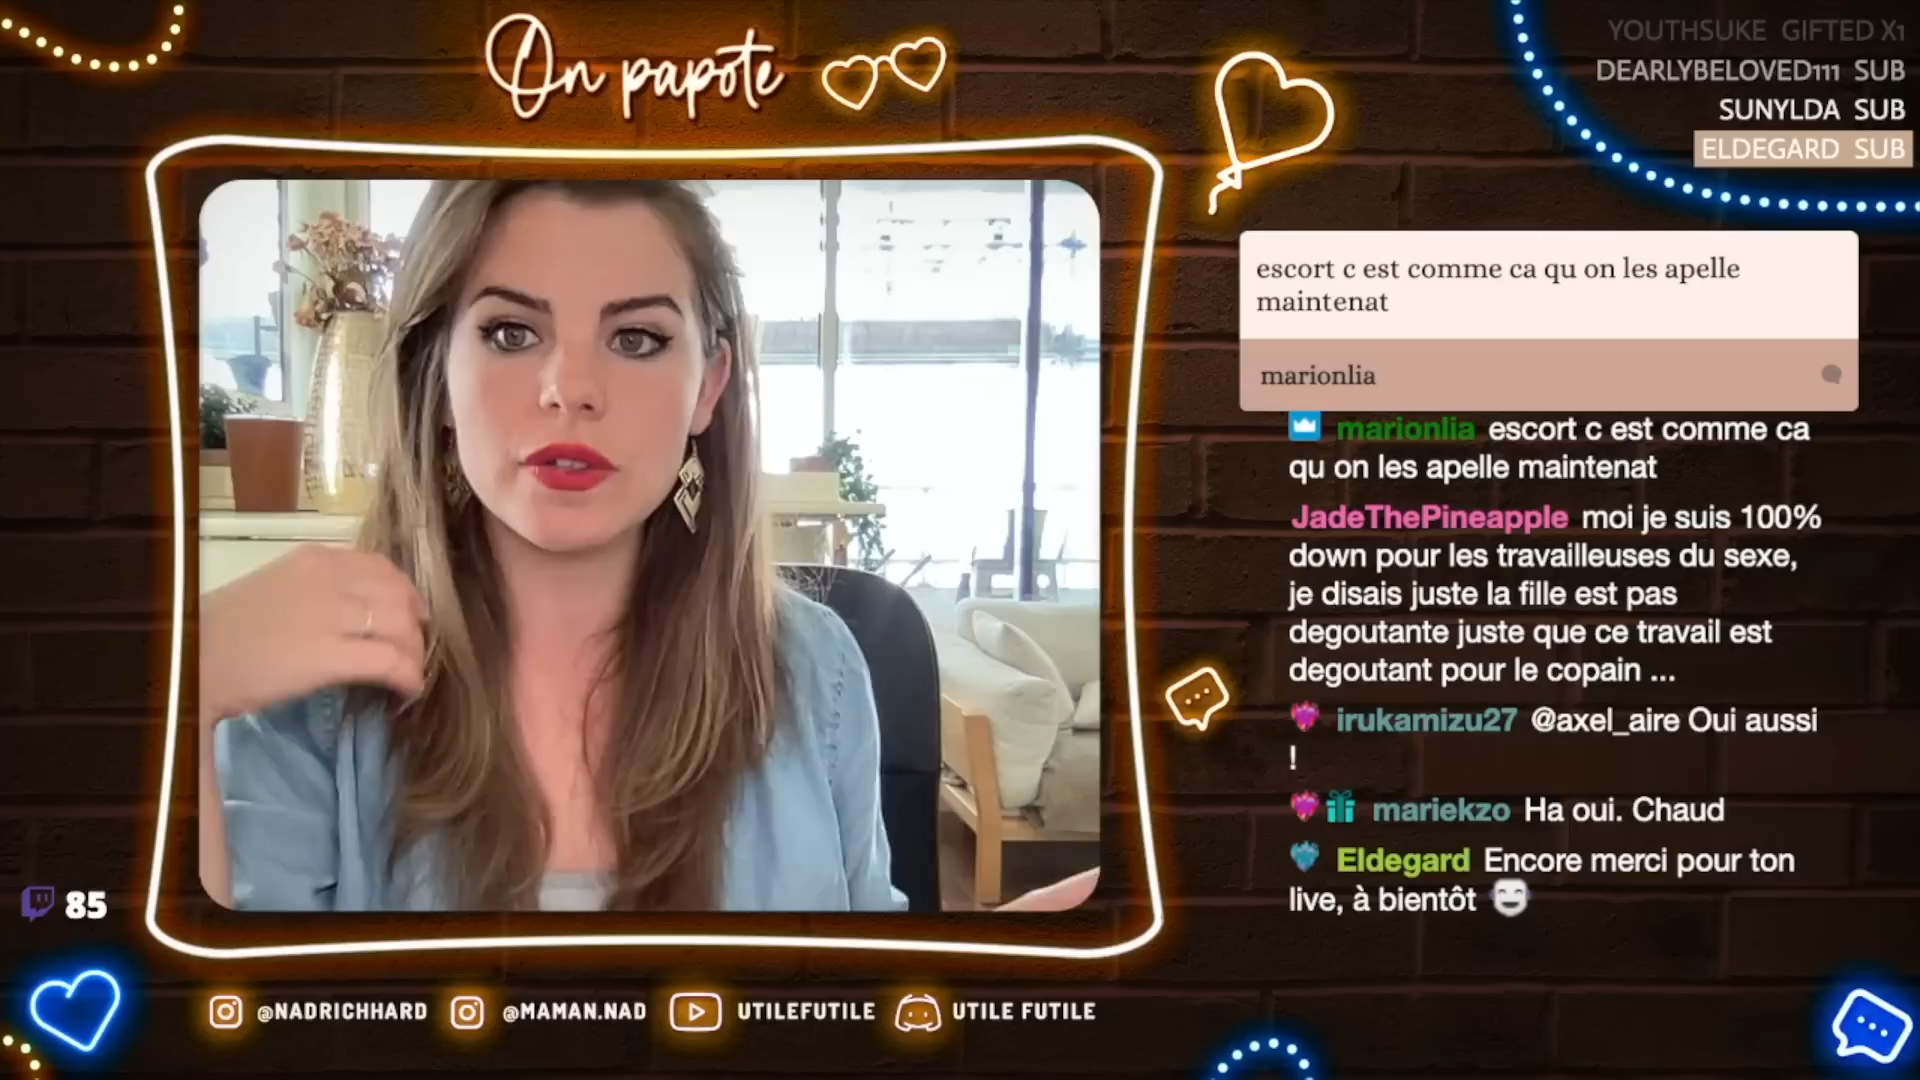 On papote
YOUTHSUKE GIFTED X1
DEARLYBELOVED111 SUB
SUNYLDA SUB
ELDEGARD SUB
escort c est comme ca qu on les apelle
maintenat
marionlia
marionlia escort c est comme ca
qu on les apelle maintenat
JadeThePineapple moi je suis 100%
down pour les travailleuses du sexe,
je disais juste la fille est pas
degoutante juste que ce travail est
degoutant pour le copain ...
irukamizu27 @axel_aire Oui aussi
!
mariekzo Ha oui. Chaud
Eldegard Encore merci pour ton
live, à bientôt
85
@NADRICHHARD @MAMAN.NAD UTILEFUTILE UTILE FUTILE